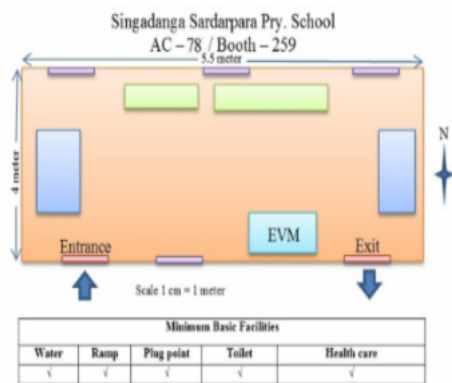 Singadanga Sardarpara Pry. School
AC – 78 / Booth – 259
5.5 meter
4 meter
N
EVM
Entrance
Exit
Scale 1 cm = 1 meter
Minimum Basic Facilities
Water Ramp Plug point Toilet Health care
√ √ √ √ √